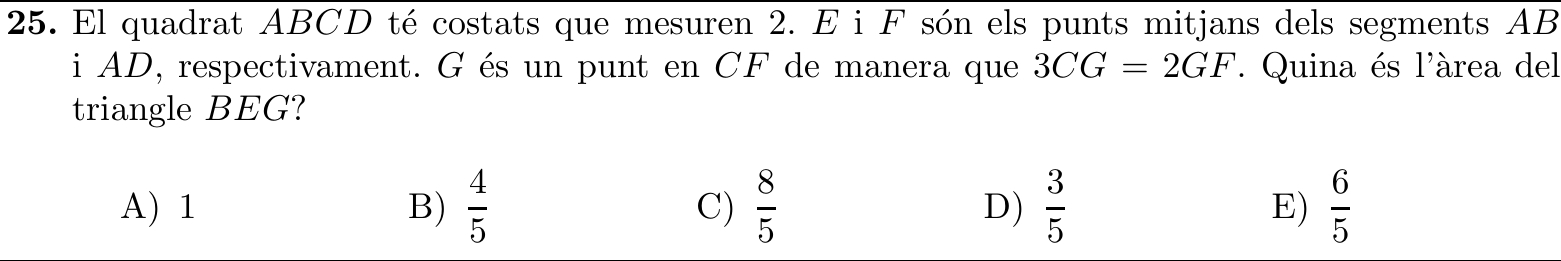 25. El quadrat ABCD té costats que mesuren 2. E i F són els punts mitjans dels segments AB
i AD, respectivament. G és un punt en CF de manera que 3CG = 2GF. Quina és l'àrea del
triangle BEG?
A) 1 B) 4/5 C) 8/5 D) 3/5 E) 6/5